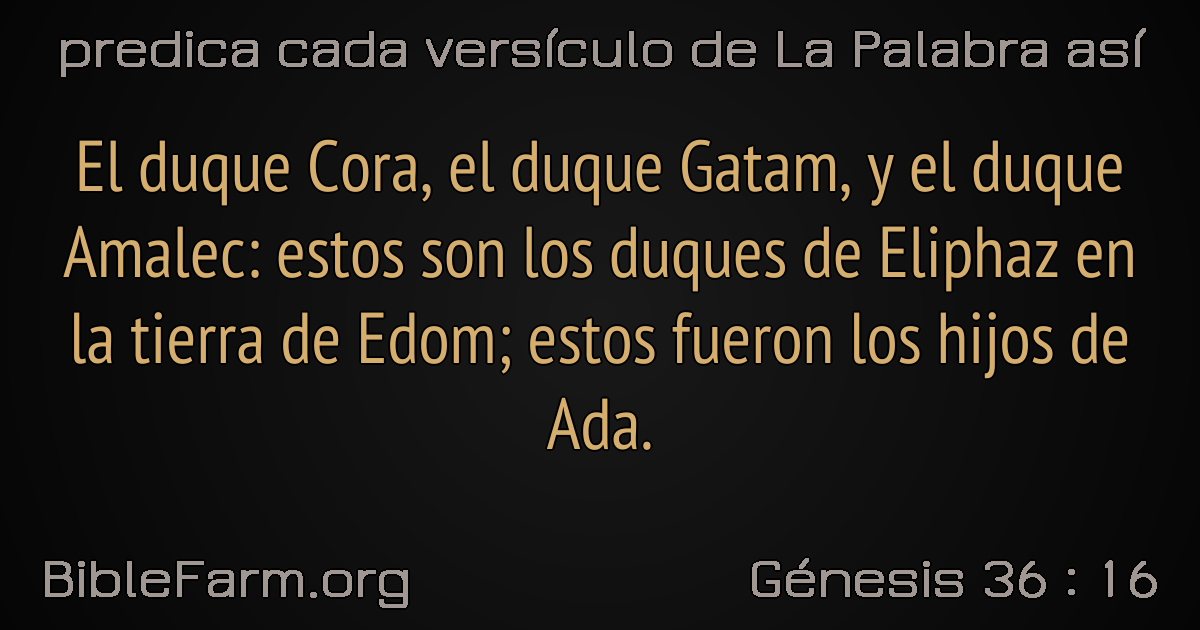 predica cada versículo de La Palabra así
El duque Cora, el duque Gatam, y el duque
Amalec: estos son los duques de Eliphaz en
la tierra de Edom; estos fueron los hijos de
Ada.
BibleFarm.org
Génesis 36 : 16